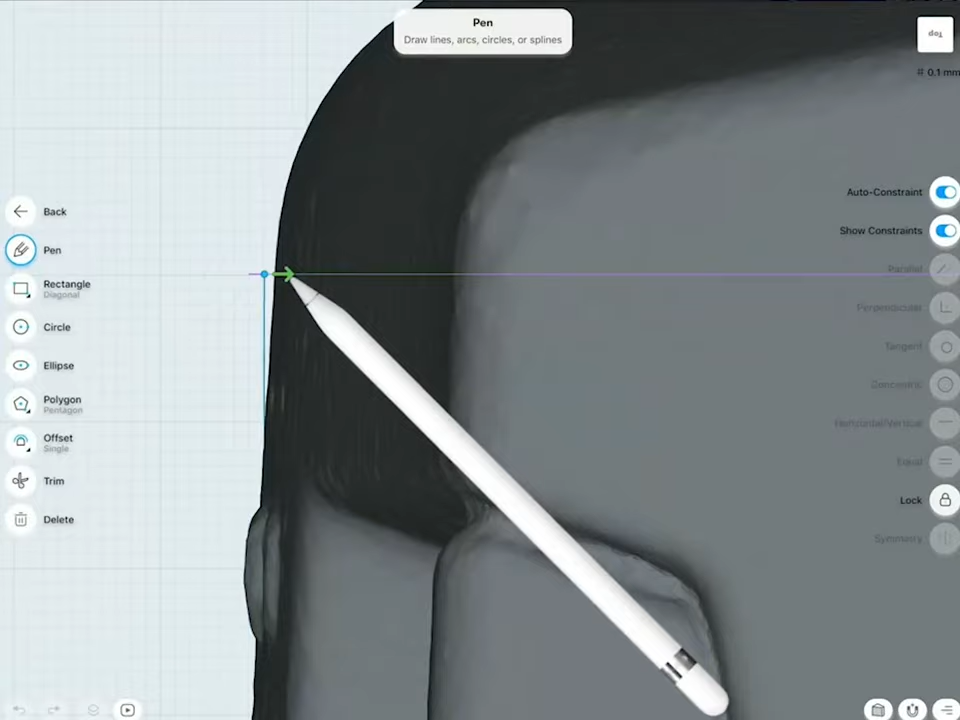 Pen
Draw lines, arcs, circles, or splines
Top
# 0.1 mm
Back
Pen
Rectangle
Diagonal
Circle
Ellipse
Polygon
Pentagon
Offset
Single
Trim
Delete
Auto-Constraint
Show Constraints
Parallel
Perpendicular
Tangent
Concentric
Horizontal/Vertical
Equal
Lock
Symmetry